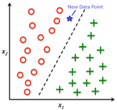 New Data Point
x₂
x₁